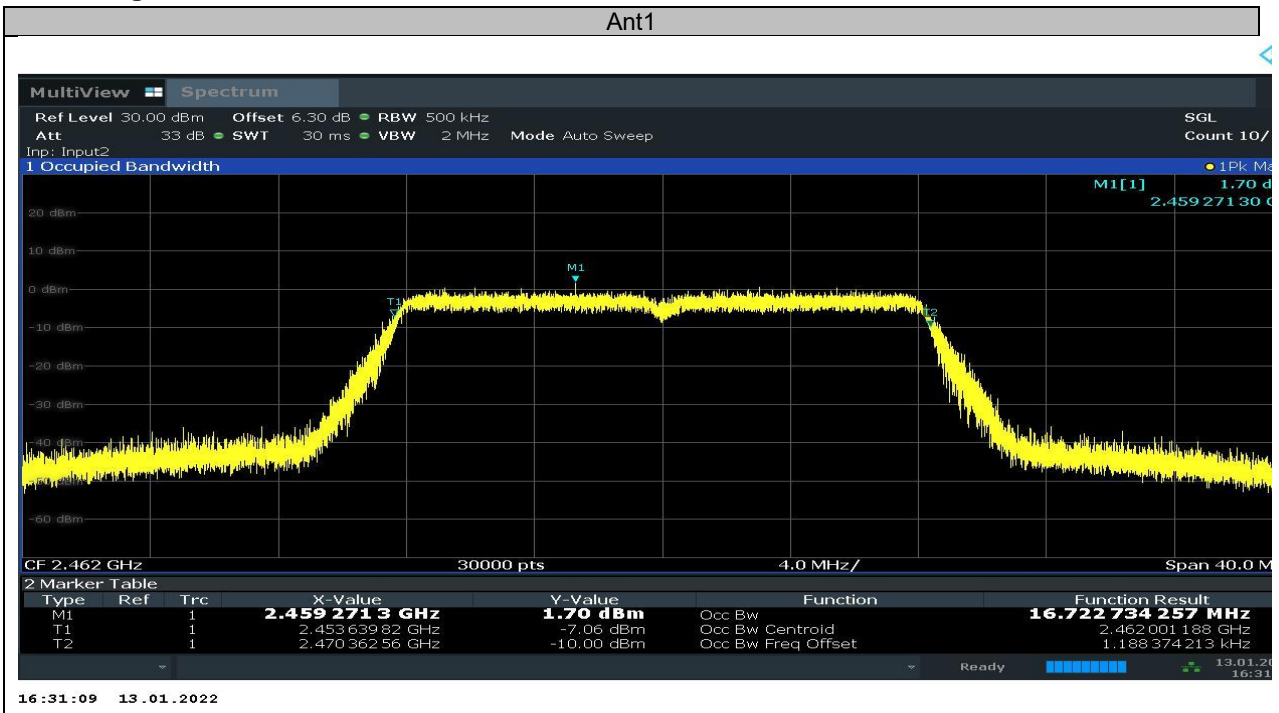 Ant1
MultiView Spectrum
Ref Level 30.00 dBm Offset 6.30 dB RBW 500 kHz SGL
Att 33 dB SWT 30 ms VBW 2 MHz Mode Auto Sweep Count 10/
Inp: Input2
1 Occupied Bandwidth 1Pk Ma
M1[1] 1.70 d
2.459 271 30 G
20 dBm
10 dBm
M1
0 dBm
T1
T2
-10 dBm
-20 dBm
-30 dBm
-40 dBm
-60 dBm
CF 2.462 GHz 30000 pts 4.0 MHz/ Span 40.0 M
2 Marker Table
Type Ref Trc X-Value Y-Value Function Function Result
M1 1 2.459 271 3 GHz 1.70 dBm Occ Bw 16.722 734 257 MHz
T1 1 2.453 639 82 GHz -7.06 dBm Occ Bw Centroid 2.462 001 188 GHz
T2 1 2.470 362 56 GHz -10.00 dBm Occ Bw Freq Offset 1.188 374 213 kHz
Ready 13.01.20
16:31
16:31:09 13.01.2022